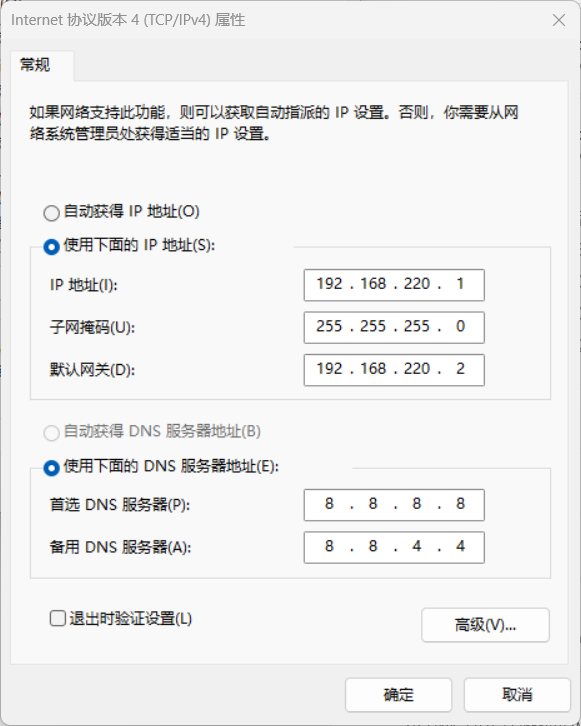 Internet 协议版本 4 (TCP/IPv4) 属性
常规
如果网络支持此功能，则可以获取自动指派的 IP 设置。否则，你需要从网
络系统管理员处获得适当的 IP 设置。
自动获得 IP 地址(O)
使用下面的 IP 地址(S):
IP 地址(I): 192 . 168 . 220 . 1
子网掩码(U): 255 . 255 . 255 . 0
默认网关(D): 192 . 168 . 220 . 2
自动获得 DNS 服务器地址(B)
使用下面的 DNS 服务器地址(E):
首选 DNS 服务器(P): 8 . 8 . 8 . 8
备用 DNS 服务器(A): 8 . 8 . 4 . 4
退出时验证设置(L)
高级(V)...
确定 取消